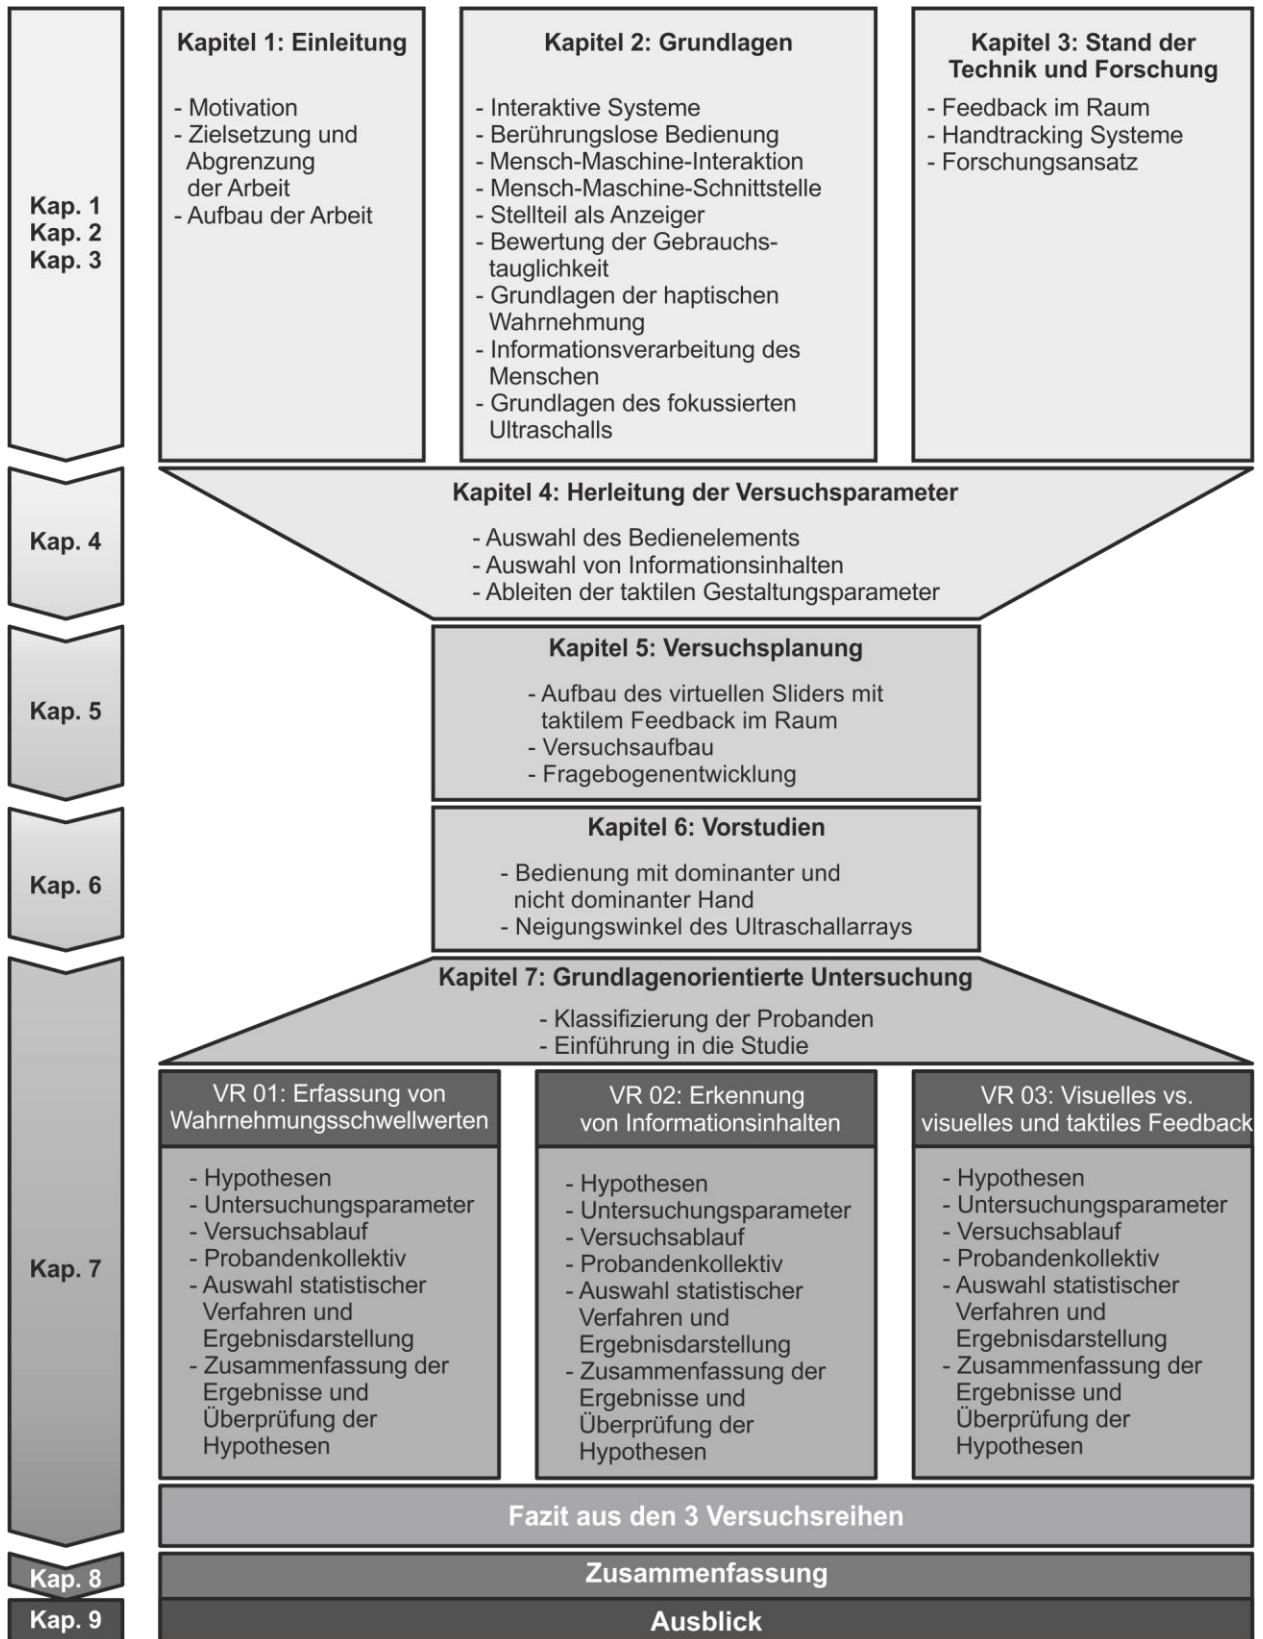 Kap. 1
Kap. 2
Kap. 3
Kapitel 1: Einleitung
- Motivation
- Zielsetzung und
Abgrenzung
der Arbeit
- Aufbau der Arbeit
Kapitel 2: Grundlagen
- Interaktive Systeme
- Berührungslose Bedienung
- Mensch-Maschine-Interaktion
- Mensch-Maschine-Schnittstelle
- Stellteil als Anzeiger
- Bewertung der Gebrauchs-
tauglichkeit
- Grundlagen der haptischen
Wahrnehmung
- Informationsverarbeitung des
Menschen
- Grundlagen des fokussierten
Ultraschalls
Kapitel 3: Stand der
Technik und Forschung
- Feedback im Raum
- Handtracking Systeme
- Forschungsansatz
Kap. 4
Kapitel 4: Herleitung der Versuchsparameter
- Auswahl des Bedienelements
- Auswahl von Informationsinhalten
- Ableiten der taktilen Gestaltungsparameter
Kap. 5
Kapitel 5: Versuchsplanung
- Aufbau des virtuellen Sliders mit
taktilem Feedback im Raum
- Versuchsaufbau
- Fragebogenentwicklung
Kap. 6
Kapitel 6: Vorstudien
- Bedienung mit dominanter und
nicht dominanter Hand
- Neigungswinkel des Ultraschallarrays
Kap. 7
Kapitel 7: Grundlagenorientierte Untersuchung
- Klassifizierung der Probanden
- Einführung in die Studie
VR 01: Erfassung von
Wahrnehmungsschwellwerten
- Hypothesen
- Untersuchungsparameter
- Versuchsablauf
- Probandenkollektiv
- Auswahl statistischer
Verfahren und
Ergebnisdarstellung
- Zusammenfassung der
Ergebnisse und
Überprüfung der
Hypothesen
VR 02: Erkennung
von Informationsinhalten
- Hypothesen
- Untersuchungsparameter
- Versuchsablauf
- Probandenkollektiv
- Auswahl statistischer
Verfahren und
Ergebnisdarstellung
- Zusammenfassung der
Ergebnisse und
Überprüfung der
Hypothesen
VR 03: Visuelles vs.
visuelles und taktiles Feedback
- Hypothesen
- Untersuchungsparameter
- Versuchsablauf
- Probandenkollektiv
- Auswahl statistischer
Verfahren und
Ergebnisdarstellung
- Zusammenfassung der
Ergebnisse und
Überprüfung der
Hypothesen
Fazit aus den 3 Versuchsreihen
Kap. 8
Zusammenfassung
Kap. 9
Ausblick